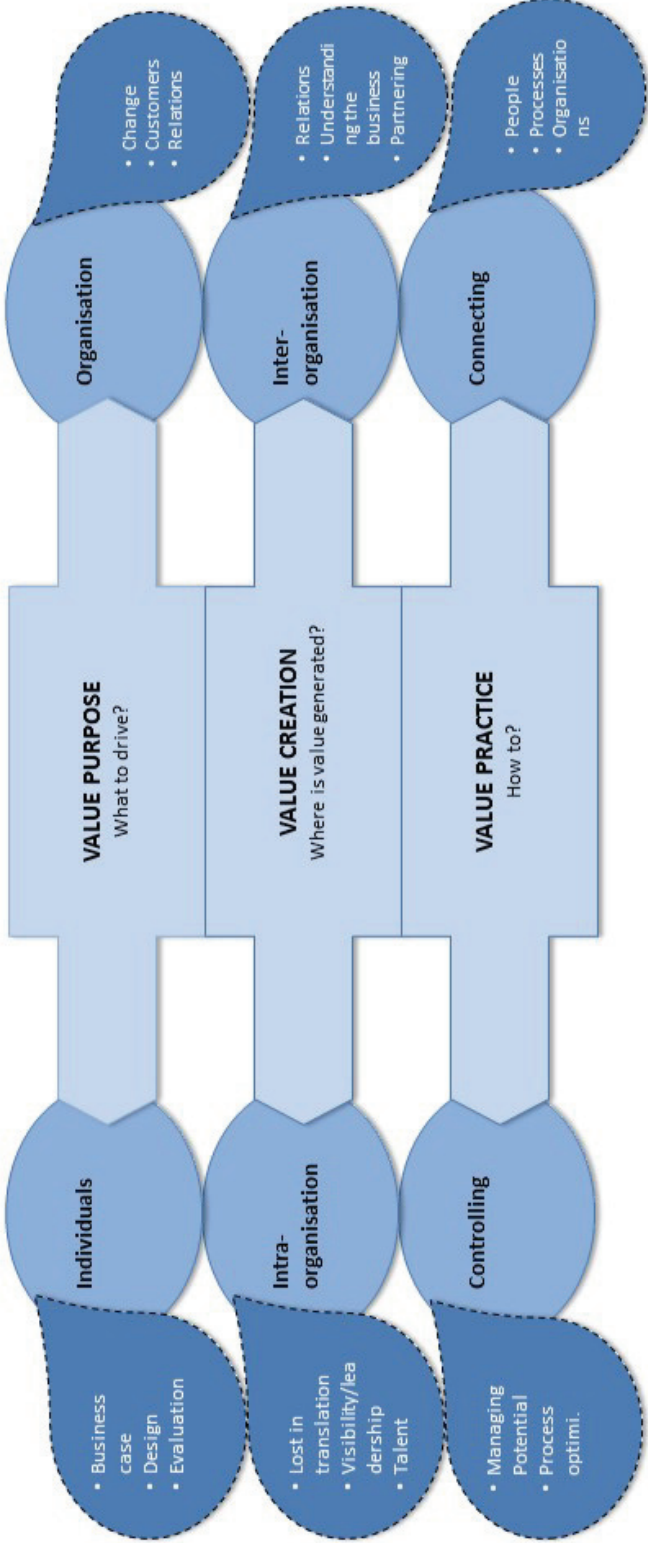 • Business
case
• Design
• Evaluation
Individuals
VALUE PURPOSE
What to drive?
Organisation
• Change
• Customers
• Relations
• Lost in
translation
• Visibility/lea
dership
• Talent
Intra-
organisation
VALUE CREATION
Where is value generated?
Inter-
organisation
• Relations
• Understandi
ng the
business
• Partnering
• Managing
Potential
• Process
optimi.
Controlling
VALUE PRACTICE
How to?
Connecting
• People
• Processes
• Organisatio
ns